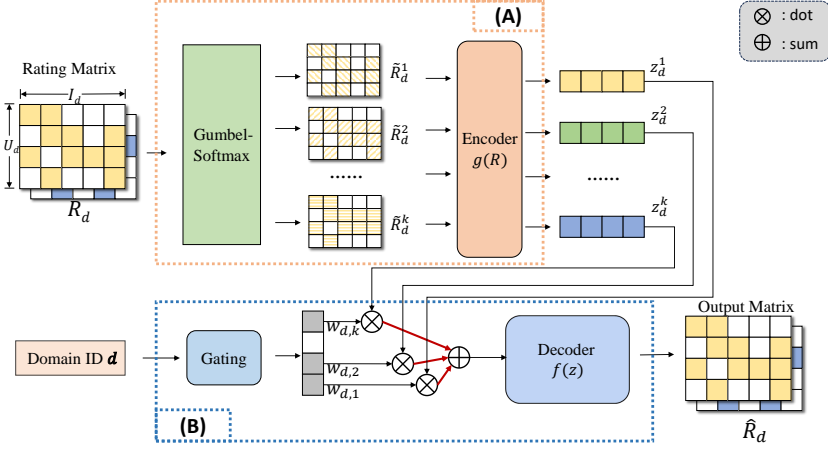 (A)
⊗ : dot
⊕ : sum
Rating Matrix
I_d
U_d
R_d
Gumbel-
Softmax
R̃_d^1
R̃_d^2
......
R̃_d^k
Encoder
g(R)
z_d^1
z_d^2
......
z_d^k
Domain ID d
Gating
w_{d,k}
w_{d,2}
w_{d,1}
Decoder
f(z)
Output Matrix
R̂_d
(B)